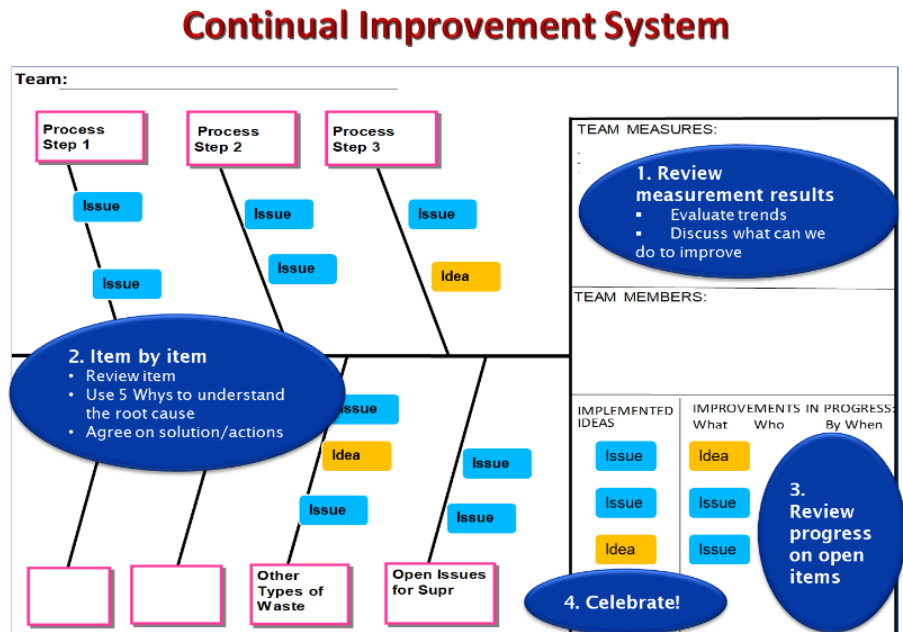 Continual Improvement System
Team:
Process
Step 1
Process
Step 2
Process
Step 3
Issue
Issue
Issue
Issue
Issue
Idea
TEAM MEASURES:
1. Review
measurement results
▪ Evaluate trends
▪ Discuss what can we
do to improve
TEAM MEMBERS:
2. Item by item
• Review item
• Use 5 Whys to understand
the root cause
• Agree on solution/actions
Issue
Idea
Issue
Issue
Issue
Other
Types of
Waste
Open Issues
for Supr
IMPLEMENTED
IDEAS
IMPROVEMENTS IN PROGRESS:
What Who By When
Issue
Issue
Idea
Idea
Issue
Issue
3.
Review
progress
on open
items
4. Celebrate!